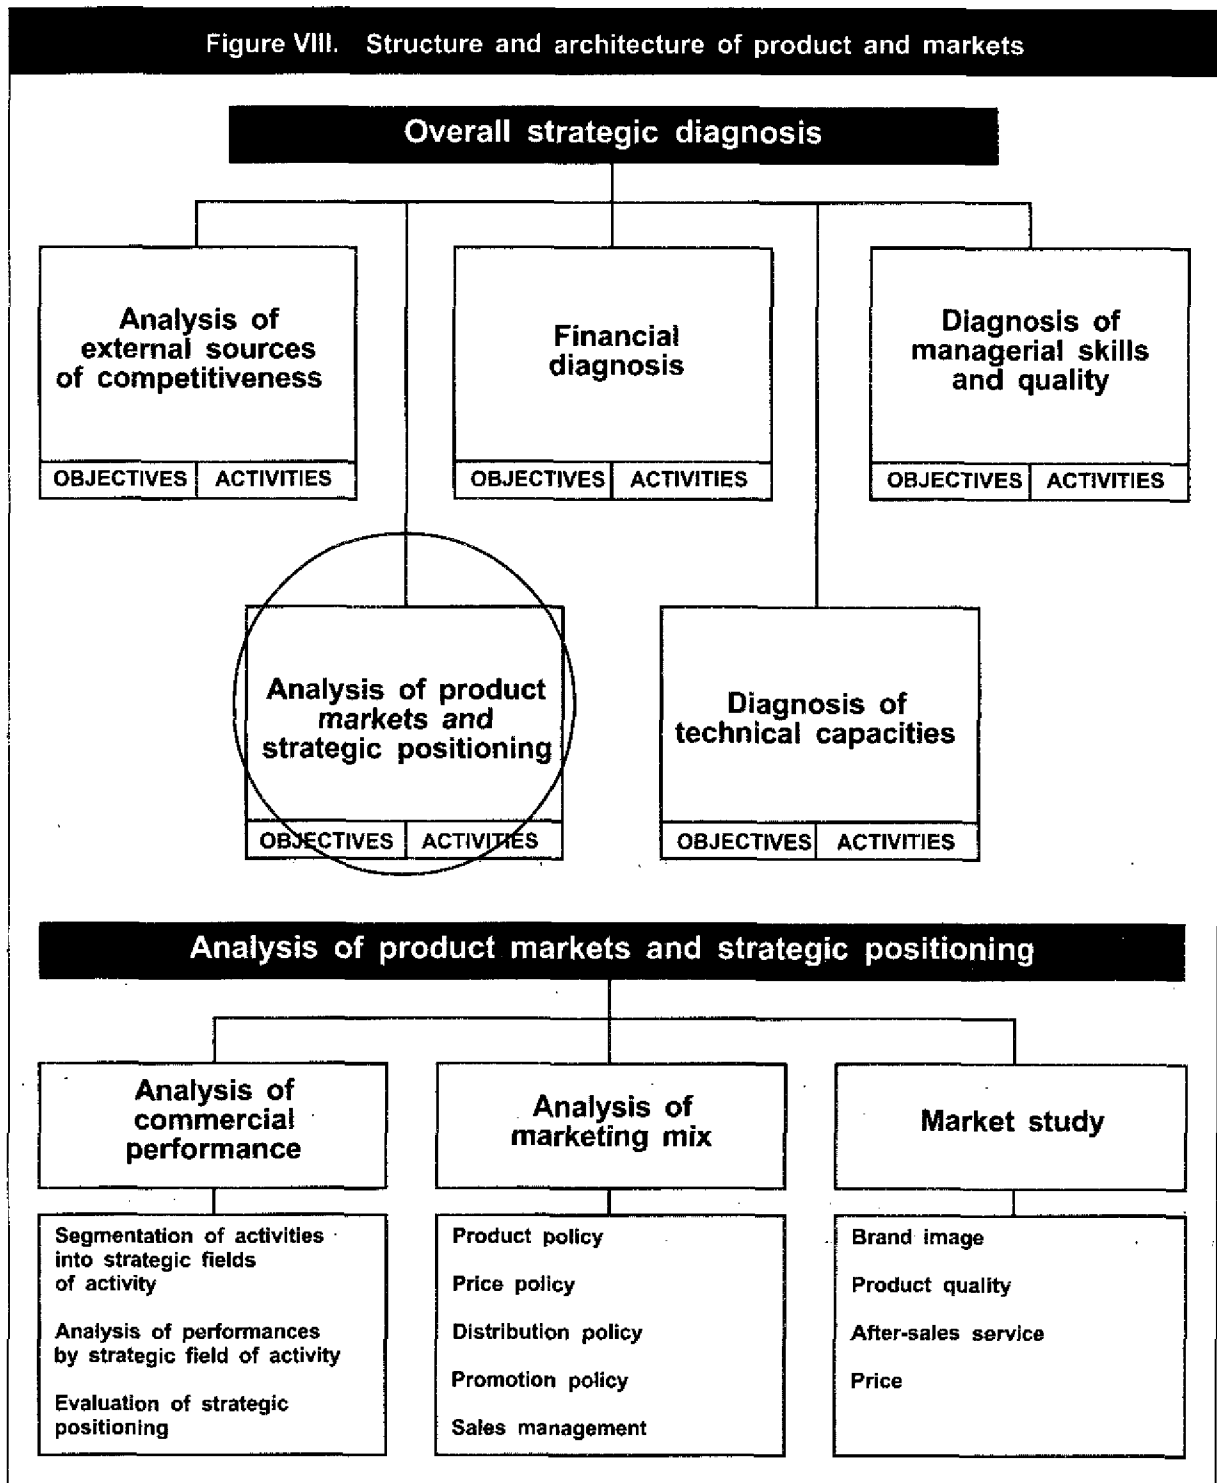 Figure VIII. Structure and architecture of product and markets
Overall strategic diagnosis
Analysis of
external sources
of competitiveness
OBJECTIVES ACTIVITIES
Financial
diagnosis
OBJECTIVES ACTIVITIES
Diagnosis of
managerial skills
and quality
OBJECTIVES ACTIVITIES
Analysis of product
markets and
strategic positioning
OBJECTIVES ACTIVITIES
Diagnosis of
technical capacities
OBJECTIVES ACTIVITIES
Analysis of product markets and strategic positioning
Analysis of
commercial
performance
Segmentation of activities
into strategic fields
of activity
Analysis of performances
by strategic field of activity
Evaluation of strategic
positioning
Analysis of
marketing mix
Product policy
Price policy
Distribution policy
Promotion policy
Sales management
Market study
Brand image
Product quality
After-sales service
Price